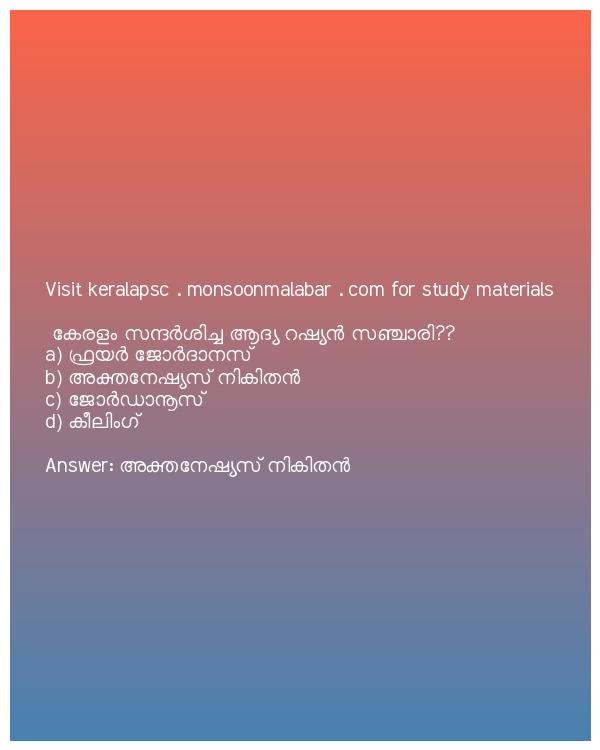 Visit keralapsc . monsoonmalabar . com for study materials
കേരളം സന്ദർശിച്ച ആദ്യ റഷ്യൻ സഞ്ചാരി??
a) ഫ്രയർ ജോർദാനസ്
b) അക്തനേഷ്യസ് നികിതൻ
c) ജോർഡാനൂസ്
d) കീലിംഗ്
Answer: അക്തനേഷ്യസ് നികിതൻ